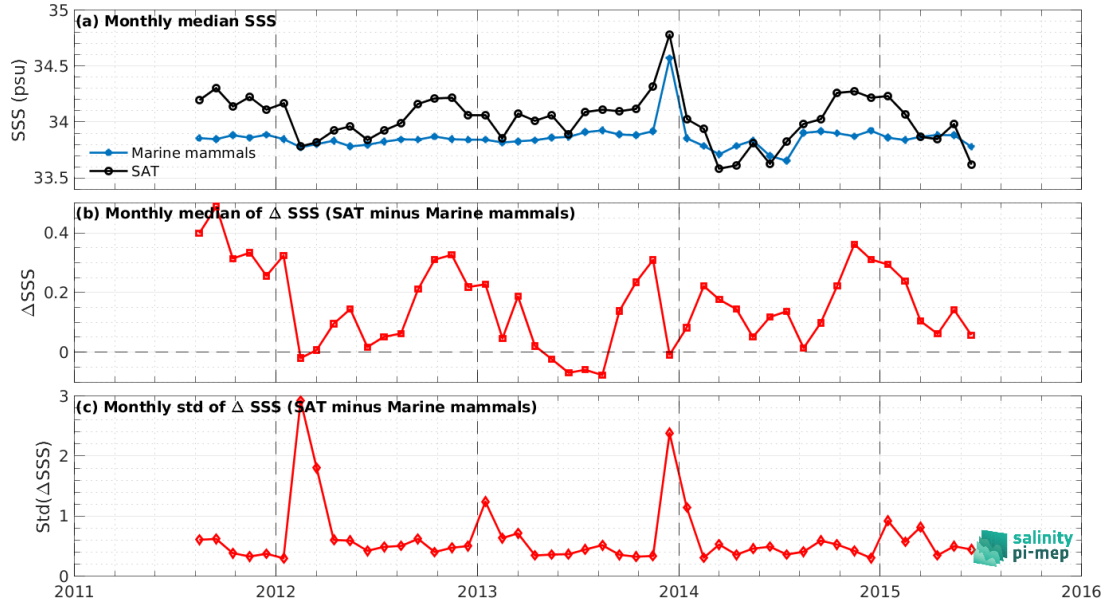 (a) Monthly median SSS
35
34.5
34
33.5
SSS (psu)
Marine mammals
SAT
(b) Monthly median of Δ SSS (SAT minus Marine mammals)
0.4
0.2
0
ΔSSS
(c) Monthly std of Δ SSS (SAT minus Marine mammals)
3
2
1
0
Std(ΔSSS)
salinity
pi-mep
2011 2012 2013 2014 2015 2016